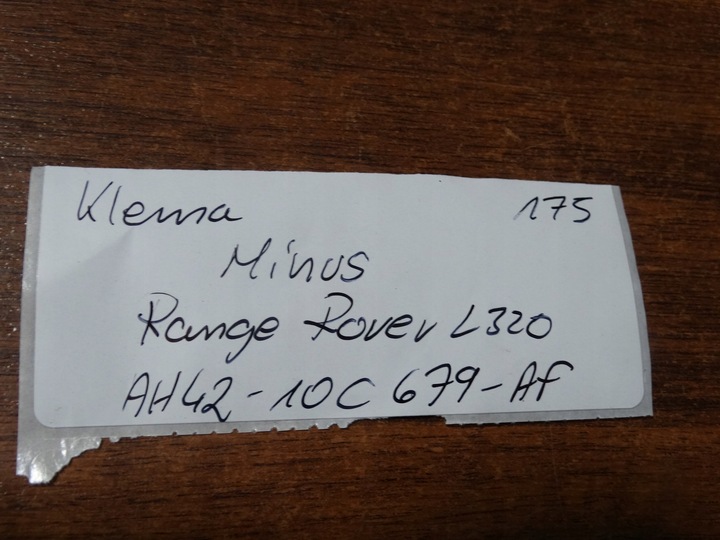 Klema 175
Minus
Range Rover L320
AH42-10C679-AF